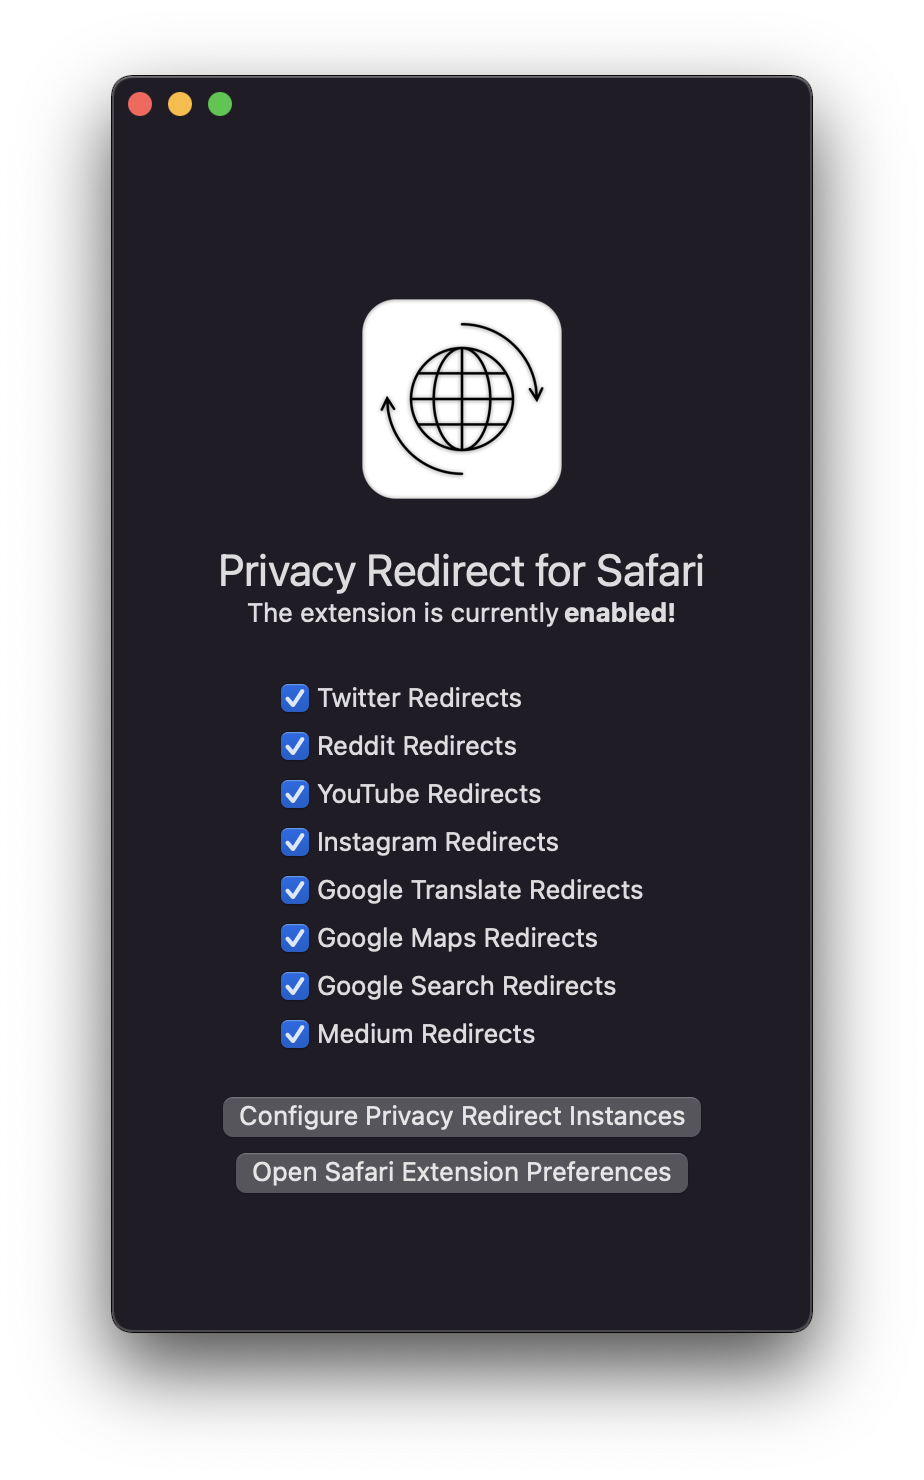 Privacy Redirect for Safari
The extension is currently enabled!
Twitter Redirects
Reddit Redirects
YouTube Redirects
Instagram Redirects
Google Translate Redirects
Google Maps Redirects
Google Search Redirects
Medium Redirects
Configure Privacy Redirect Instances
Open Safari Extension Preferences